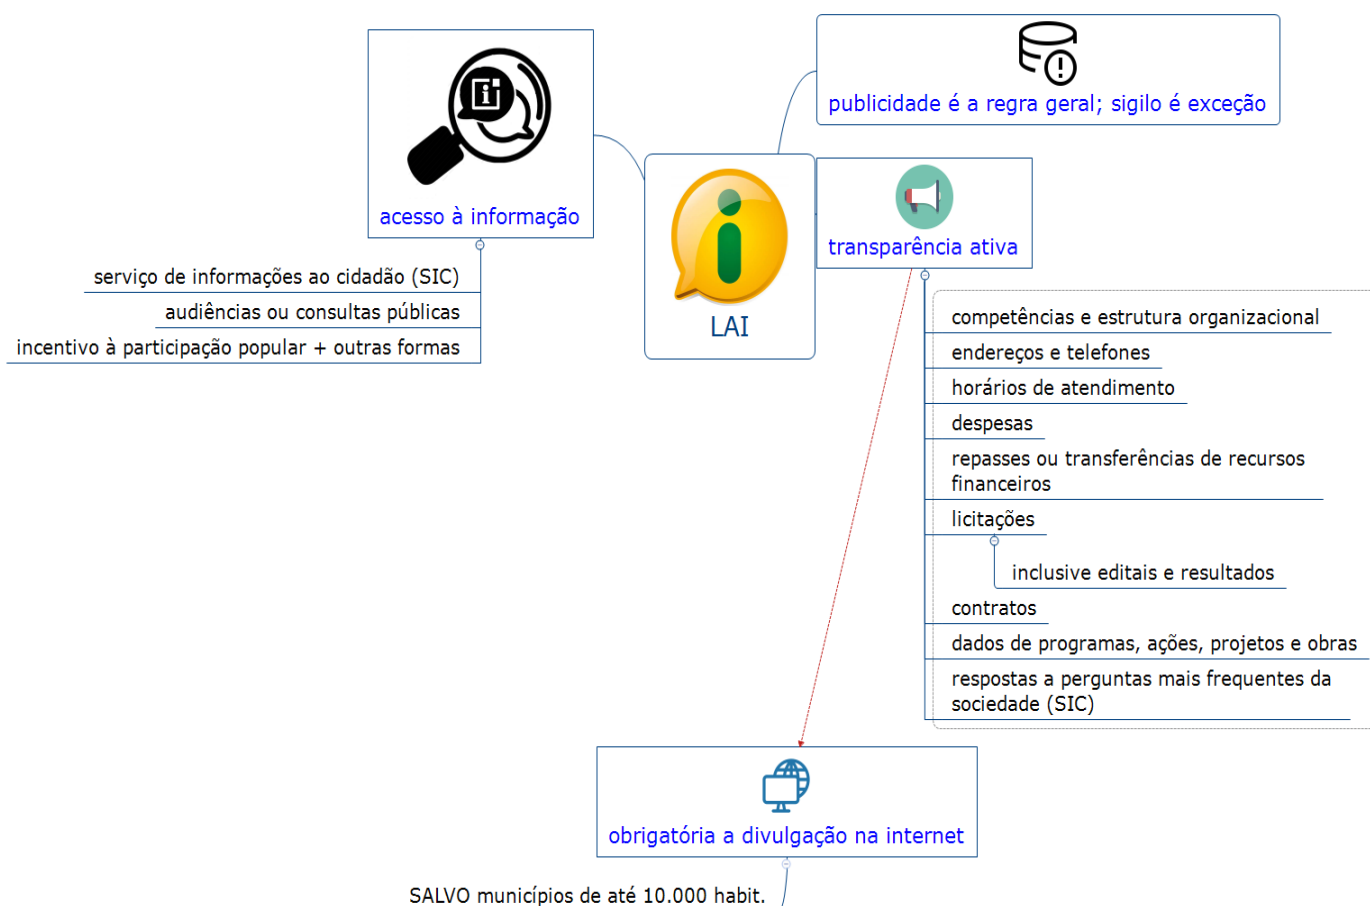 publicidade é a regra geral; sigilo é exceção
acesso à informação
serviço de informações ao cidadão (SIC)
audiências ou consultas públicas
incentivo à participação popular + outras formas
LAI
transparência ativa
competências e estrutura organizacional
endereços e telefones
horários de atendimento
despesas
repasses ou transferências de recursos
financeiros
licitações
inclusive editais e resultados
contratos
dados de programas, ações, projetos e obras
respostas a perguntas mais frequentes da
sociedade (SIC)
obrigatória a divulgação na internet
SALVO municípios de até 10.000 habit.